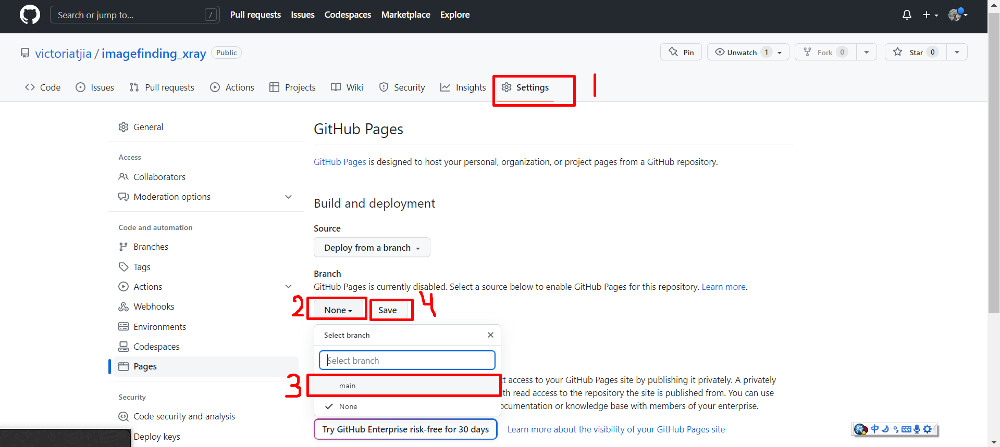 Search or jump to... /
Pull requests Issues Codespaces Marketplace Explore
victoriatjia / imagefinding_xray Public
Pin Unwatch 1 Fork 0 Star 0
Code Issues Pull requests Actions Projects Wiki Security Insights Settings 1
General
Access
Collaborators
Moderation options
Code and automation
Branches
Tags
Actions
Webhooks
Environments
Codespaces
Pages
Security
Code security and analysis
Deploy keys
GitHub Pages
GitHub Pages is designed to host your personal, organization, or project pages from a GitHub repository.
Build and deployment
Source
Deploy from a branch
Branch
GitHub Pages is currently disabled. Select a source below to enable GitHub Pages for this repository. Learn more.
2 None Save 4
Select branch
Select branch
3 main
None
t access to your GitHub Pages site by publishing it privately. A privately
th read access to the repository the site is published from. You can use
ocumentation or knowledge base with members of your enterprise.
Try GitHub Enterprise risk-free for 30 days Learn more about the visibility of your GitHub Pages site
中